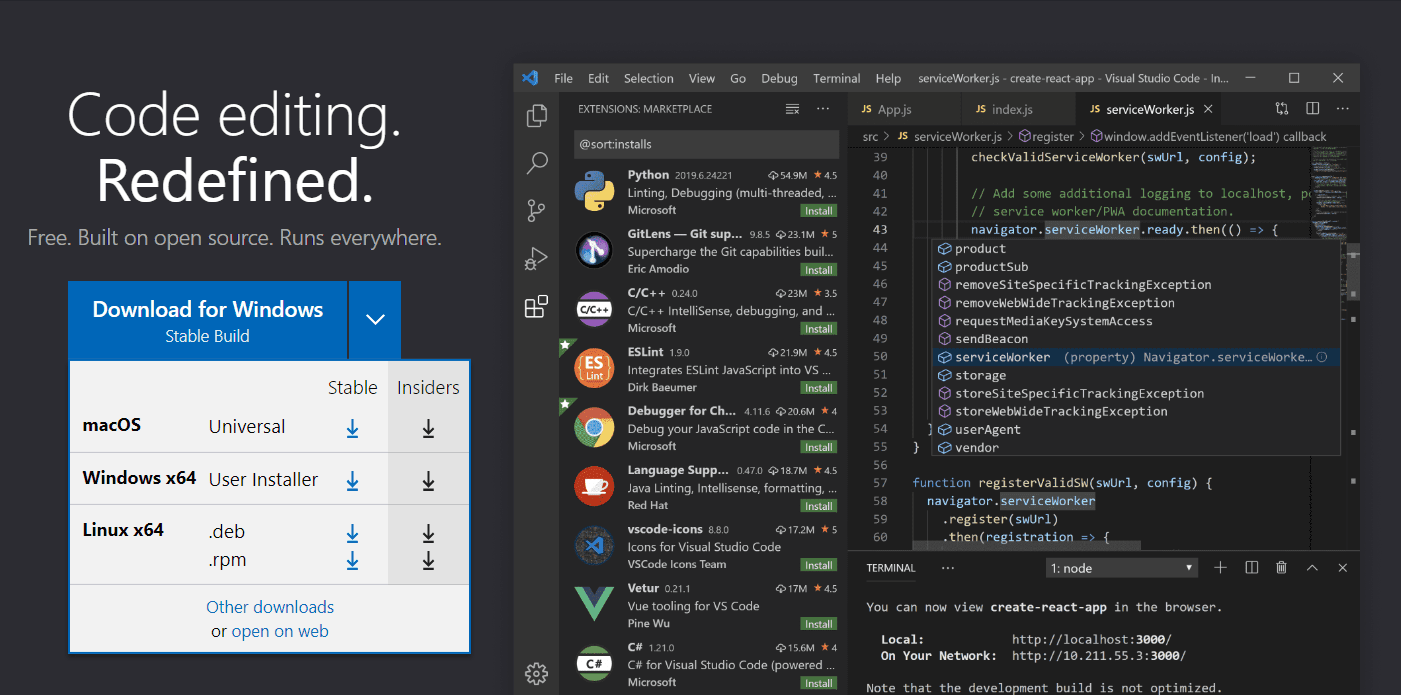 Code editing.
Redefined.
Free. Built on open source. Runs everywhere.
Download for Windows
Stable Build
Stable Insiders
macOS Universal
Windows x64 User Installer
Linux x64 .deb
.rpm
Other downloads
or open on web
File Edit Selection View Go Debug Terminal Help serviceWorker.js - create-react-app - Visual Studio Code - In...
EXTENSIONS: MARKETPLACE ...
@sort:installs
Python 2019.6.24221 54.9M ★ 4.5
Linting, Debugging (multi-threaded, ...
Microsoft Install
GitLens — Git sup... 9.8.5 23.1M ★ 5
Supercharge the Git capabilities buil...
Eric Amodio Install
C/C++
C/C++ 0.24.0 23M ★ 3.5
C/C++ IntelliSense, debugging, and ...
Microsoft Install
ES
Lint
ESLint 1.9.0 21.9M ★ 4.5
Integrates ESLint JavaScript into VS ...
Dirk Baeumer Install
Debugger for Ch... 4.11.6 20.6M ★ 4
Debug your JavaScript code in the C...
Microsoft Install
Language Supp... 0.47.0 18.7M ★ 4.5
Java Linting, Intellisense, formatting, ...
Red Hat Install
vscode-icons 8.8.0 17.2M ★ 5
Icons for Visual Studio Code
VSCode Icons Team Install
Vetur 0.21.1 17M ★ 4.5
Vue tooling for VS Code
Pine Wu Install
C#
C# 1.21.0 15.6M ★ 4
C# for Visual Studio Code (powered ...
Microsoft Install
JS App.js JS index.js JS serviceWorker.js ...
src > JS serviceWorker.js > register > window.addEventListener('load') callback
39 checkValidServiceWorker(swUrl, config);
40
41 // Add some additional logging to localhost, po
42 // service worker/PWA documentation.
43 navigator.serviceWorker.ready.then(() => {
44 product
45 productSub
46 removeSiteSpecificTrackingException
47 removeWebWideTrackingException
48 requestMediaKeySystemAccess
49 sendBeacon
50 serviceWorker (property) Navigator.serviceWorke...
51 storage
52 storeSiteSpecificTrackingException
53 storeWebWideTrackingException
54 } userAgent
55 } vendor
56
57 function registerValidSW(swUrl, config) {
58 navigator.serviceWorker
59 .register(swUrl)
60 .then(registration => {
TERMINAL ... 1: node
You can now view create-react-app in the browser.
Local: http://localhost:3000/
On Your Network: http://10.211.55.3:3000/
Note that the development build is not optimized.